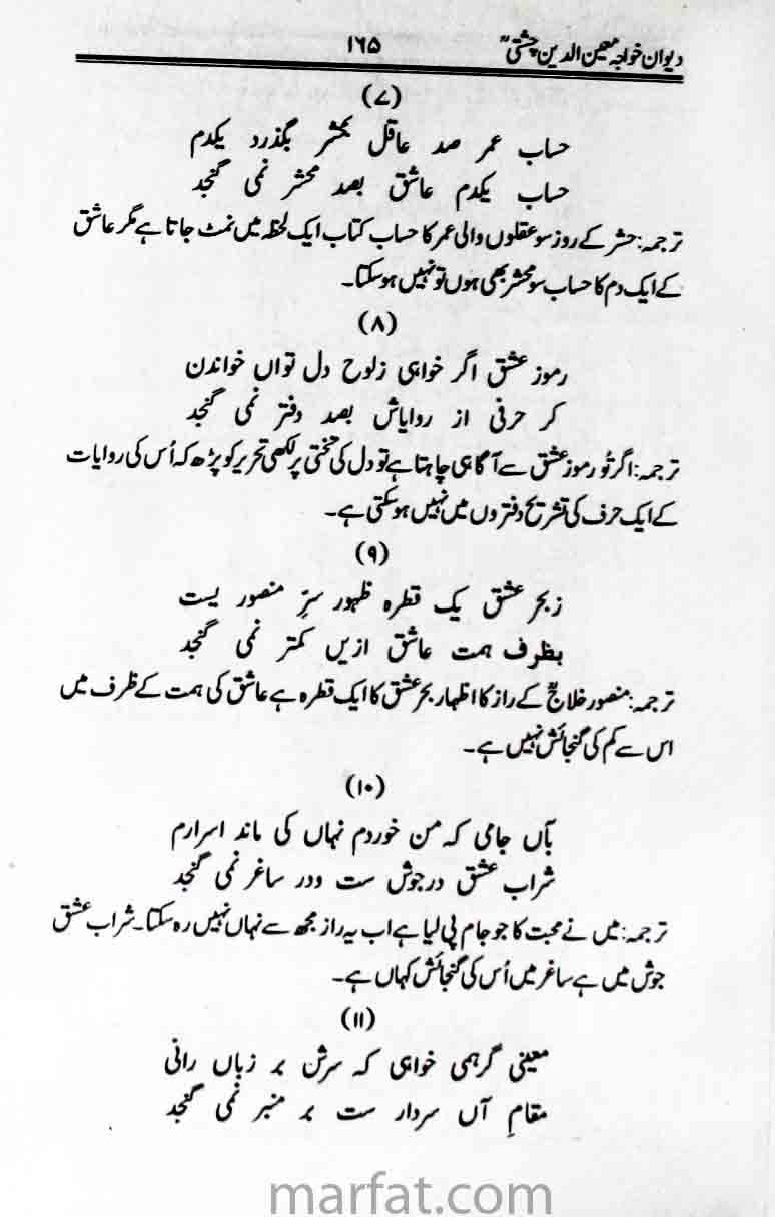 دیوان خواجہ معین الدین چشتیؒ ۱۶۵
(۷)
حساب عمر صد عاقل بمحشر بگذرد یکدم
حساب یکدم عاشق بصد محشر نمی گنجد
ترجمہ: حشر کے روز سو عقلوں والی عمر کا حساب کتاب ایک لحظہ میں نمٹ جاتا ہے مگر عاشق
کے ایک دم کا حساب سو محشر بھی ہوں تو نہیں ہو سکتا۔
(۸)
رموز عشق اگر خواہی زلوح دل تواں خواندن
کر حرفی از روایاش بصد دفتر نمی گنجد
ترجمہ: اگر تُو رموز عشق سے آگاہی چاہتا ہے تو دل کی تختی پر لکھی تحریر کو پڑھ کہ اُس کی روایات
کے ایک حرف کی تشریح دفتروں میں نہیں ہو سکتی ہے۔
(۹)
زبحر عشق یک قطرہ ظہور سرِّ منصور یست
بظرف ہمت عاشق ازیں کمتر نمی گنجد
ترجمہ: منصور حلاجؒ کے راز کا اظہار بحر عشق کا ایک قطرہ ہے عاشق کی ہمت کے ظرف میں
اس سے کم کی گنجائش نہیں ہے۔
(۱۰)
بآں جامی کہ من خوردم نہاں کی ماند اسرارم
شراب عشق درجوش ست ودر ساغر نمی گنجد
ترجمہ: میں نے محبت کا جو جام پی لیا ہے اب یہ راز مجھ سے نہاں نہیں رہ سکتا۔ شراب عشق
جوش میں ہے ساغر میں اُس کی گنجائش کہاں ہے۔
(۱۱)
معینی گرہمی خواہی کہ سرش بر زباں رانی
مقامِ آں سردار ست بر منبر نمی گنجد
marfat.com